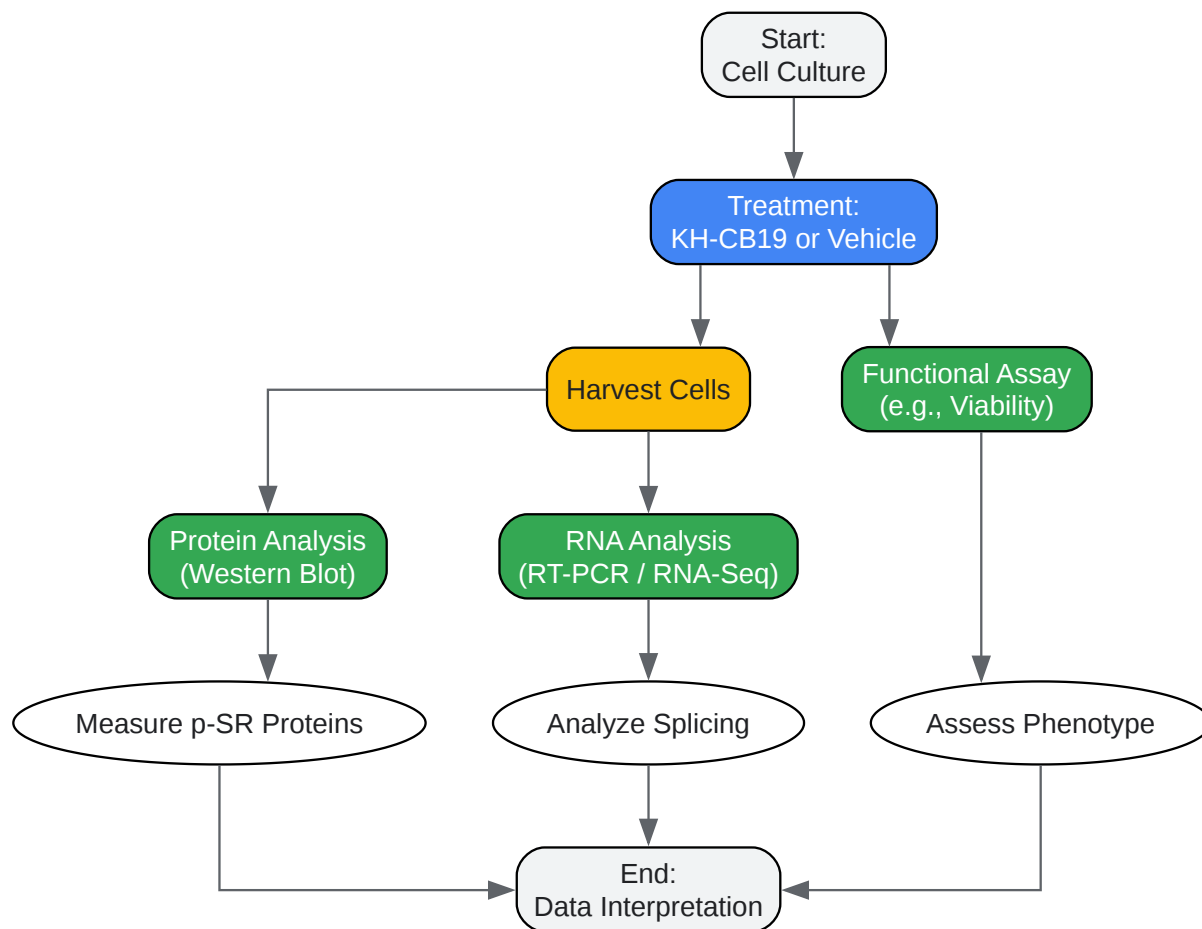 Start:
Cell Culture
Treatment:
KH-CB19 or Vehicle
Harvest Cells
Functional Assay
(e.g., Viability)
Protein Analysis
(Western Blot)
RNA Analysis
(RT-PCR / RNA-Seq)
Measure p-SR Proteins
Analyze Splicing
Assess Phenotype
End:
Data Interpretation